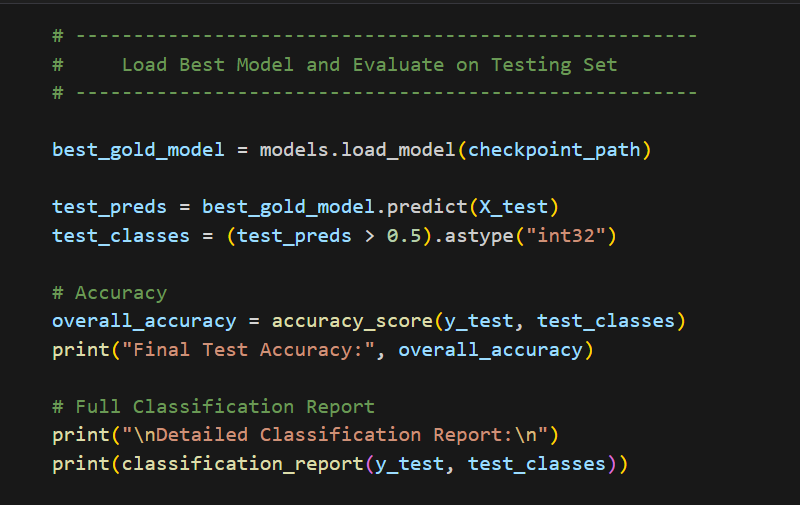 # ------------------------------------------------------
#     Load Best Model and Evaluate on Testing Set
# ------------------------------------------------------
best_gold_model = models.load_model(checkpoint_path)
test_preds = best_gold_model.predict(X_test)
test_classes = (test_preds > 0.5).astype("int32")
# Accuracy
overall_accuracy = accuracy_score(y_test, test_classes)
print("Final Test Accuracy:", overall_accuracy)
# Full Classification Report
print("\nDetailed Classification Report:\n")
print(classification_report(y_test, test_classes))